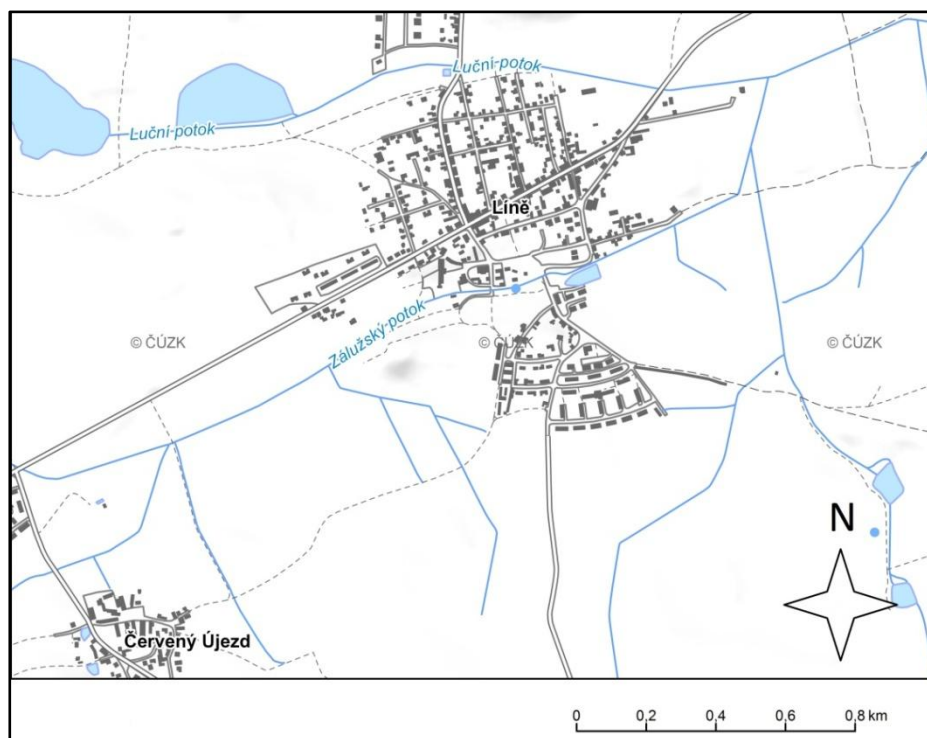 Luční potok
Luční potok
Líně
Zálužský potok
© ČÚZK
© ČÚZK
© ČÚZK
N
Červený Újezd
0 0,2 0,4 0,6 0,8 km